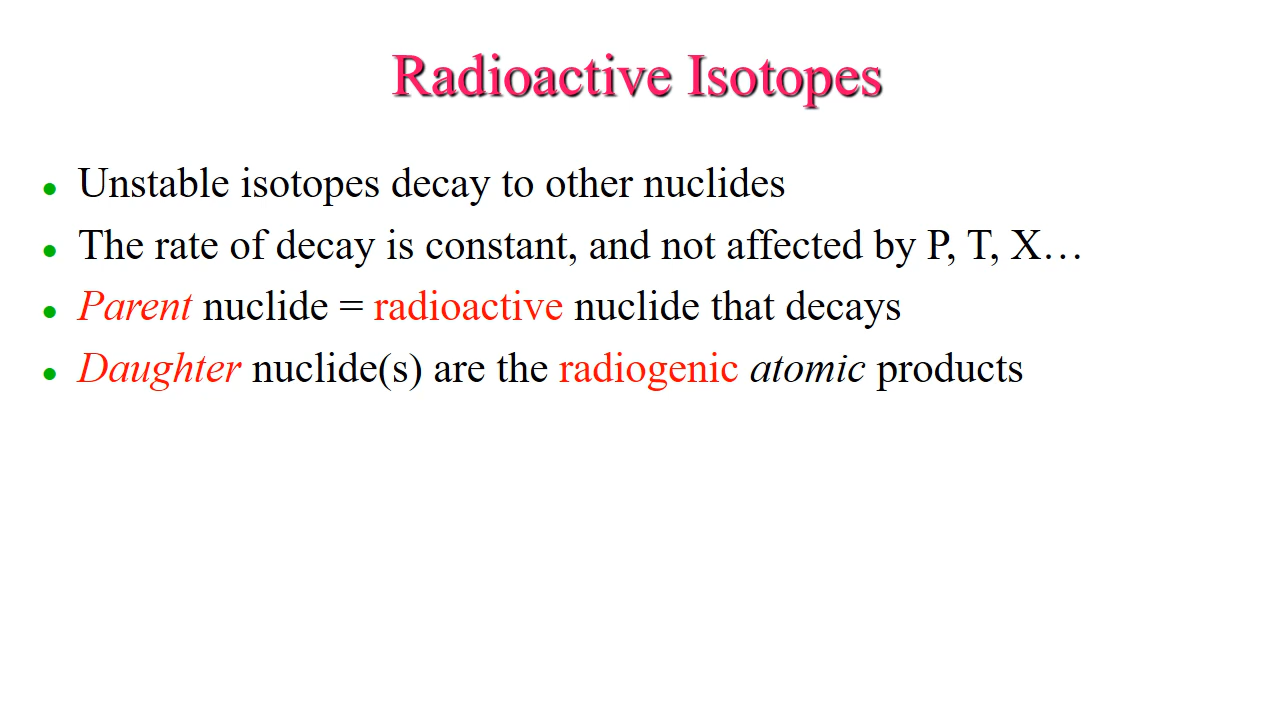 Radioactive Isotopes
Unstable isotopes decay to other nuclides
The rate of decay is constant, and not affected by P, T, X…
Parent nuclide = radioactive nuclide that decays
Daughter nuclide(s) are the radiogenic atomic products